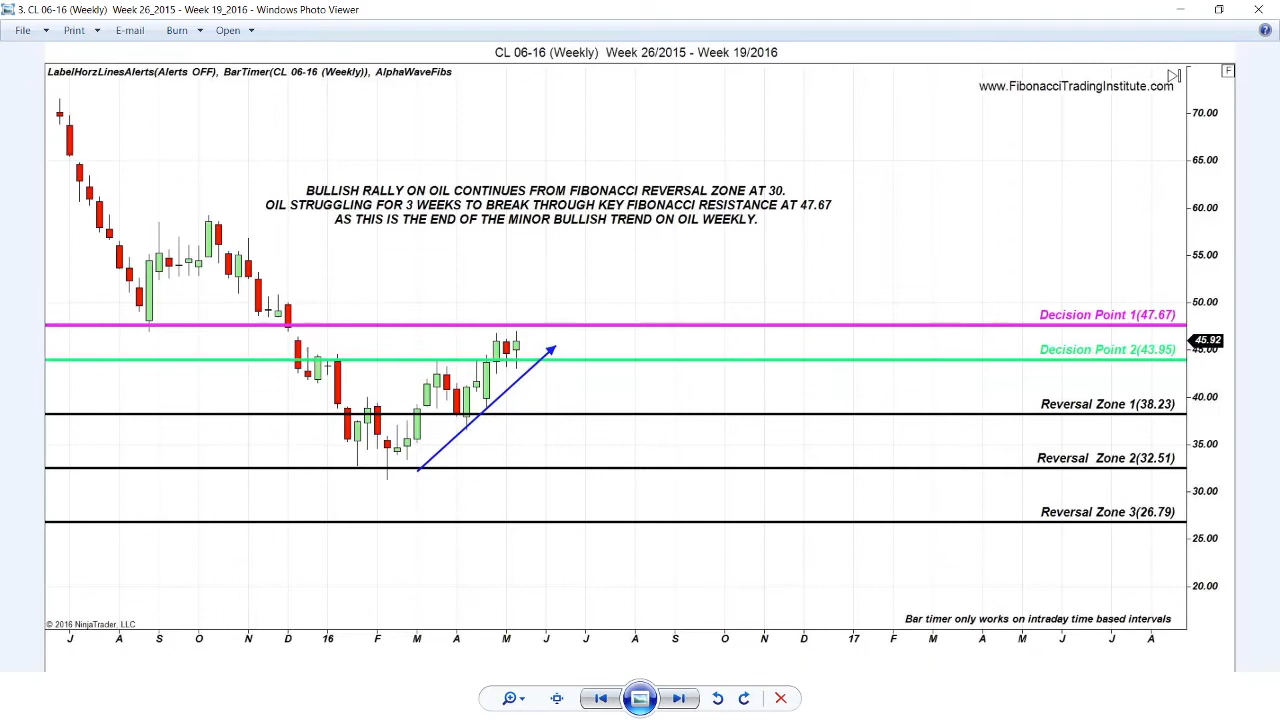 3. CL 06-16 (Weekly) Week 26_2015 - Week 19_2016 - Windows Photo Viewer
File Print E-mail Burn Open
CL 06-16 (Weekly) Week 26/2015 - Week 19/2016
LabelHorzLinesAlerts(Alerts OFF), BarTimer(CL 06-16 (Weekly)), AlphaWaveFibs
F
www.FibonacciTradingInstitute.com
70.00
65.00
BULLISH RALLY ON OIL CONTINUES FROM FIBONACCI REVERSAL ZONE AT 30.
OIL STRUGGLING FOR 3 WEEKS TO BREAK THROUGH KEY FIBONACCI RESISTANCE AT 47.67
AS THIS IS THE END OF THE MINOR BULLISH TREND ON OIL WEEKLY.
60.00
55.00
50.00
Decision Point 1(47.67)
45.92
Decision Point 2(43.95)
45.00
40.00
Reversal Zone 1(38.23)
35.00
Reversal Zone 2(32.51)
30.00
Reversal Zone 3(26.79)
25.00
20.00
Bar timer only works on intraday time based intervals
© 2016 NinjaTrader, LLC
J A S O N D 16 F M A M J J A S O N D 17 F M A M J J A